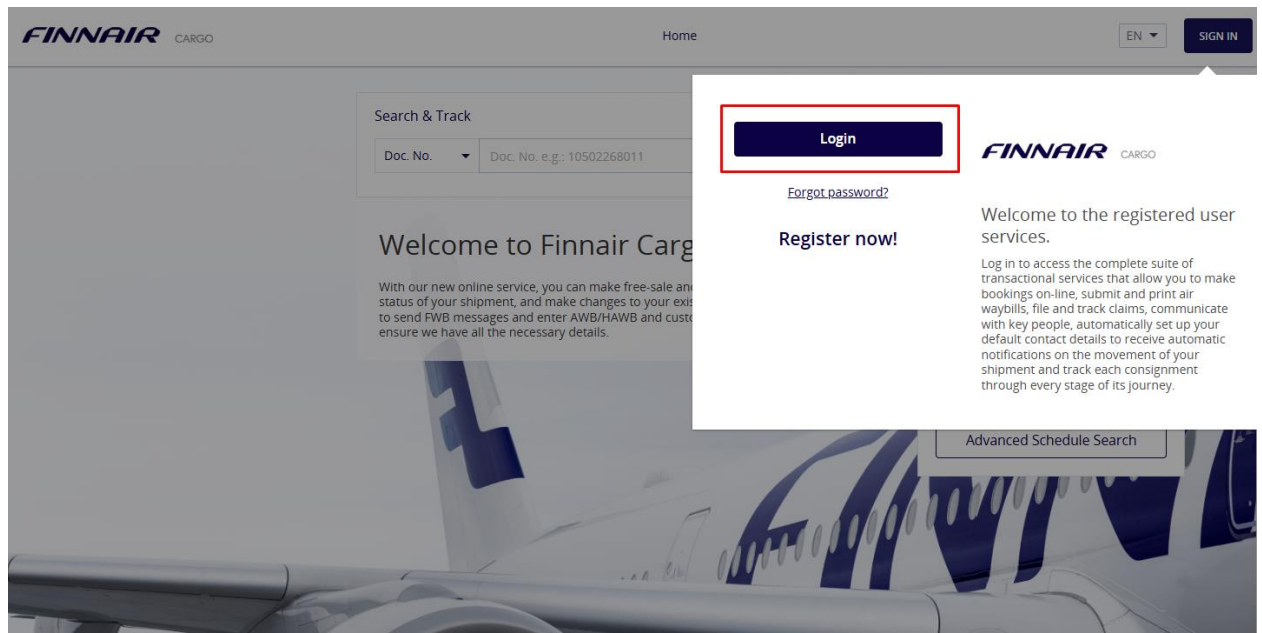 FINNAIR CARGO
Home
EN
SIGN IN
Search & Track
Doc. No.
Doc. No. e.g.: 10502268011
Welcome to Finnair Carg
With our new online service, you can make free-sale an
status of your shipment, and make changes to your exis
to send FWB messages and enter AWB/HAWB and custo
ensure we have all the necessary details.
Login
Forgot password?
Register now!
FINNAIR CARGO
Welcome to the registered user
services.
Log in to access the complete suite of
transactional services that allow you to make
bookings on-line, submit and print air
waybills, file and track claims, communicate
with key people, automatically set up your
default contact details to receive automatic
notifications on the movement of your
shipment and track each consignment
through every stage of its journey.
Advanced Schedule Search